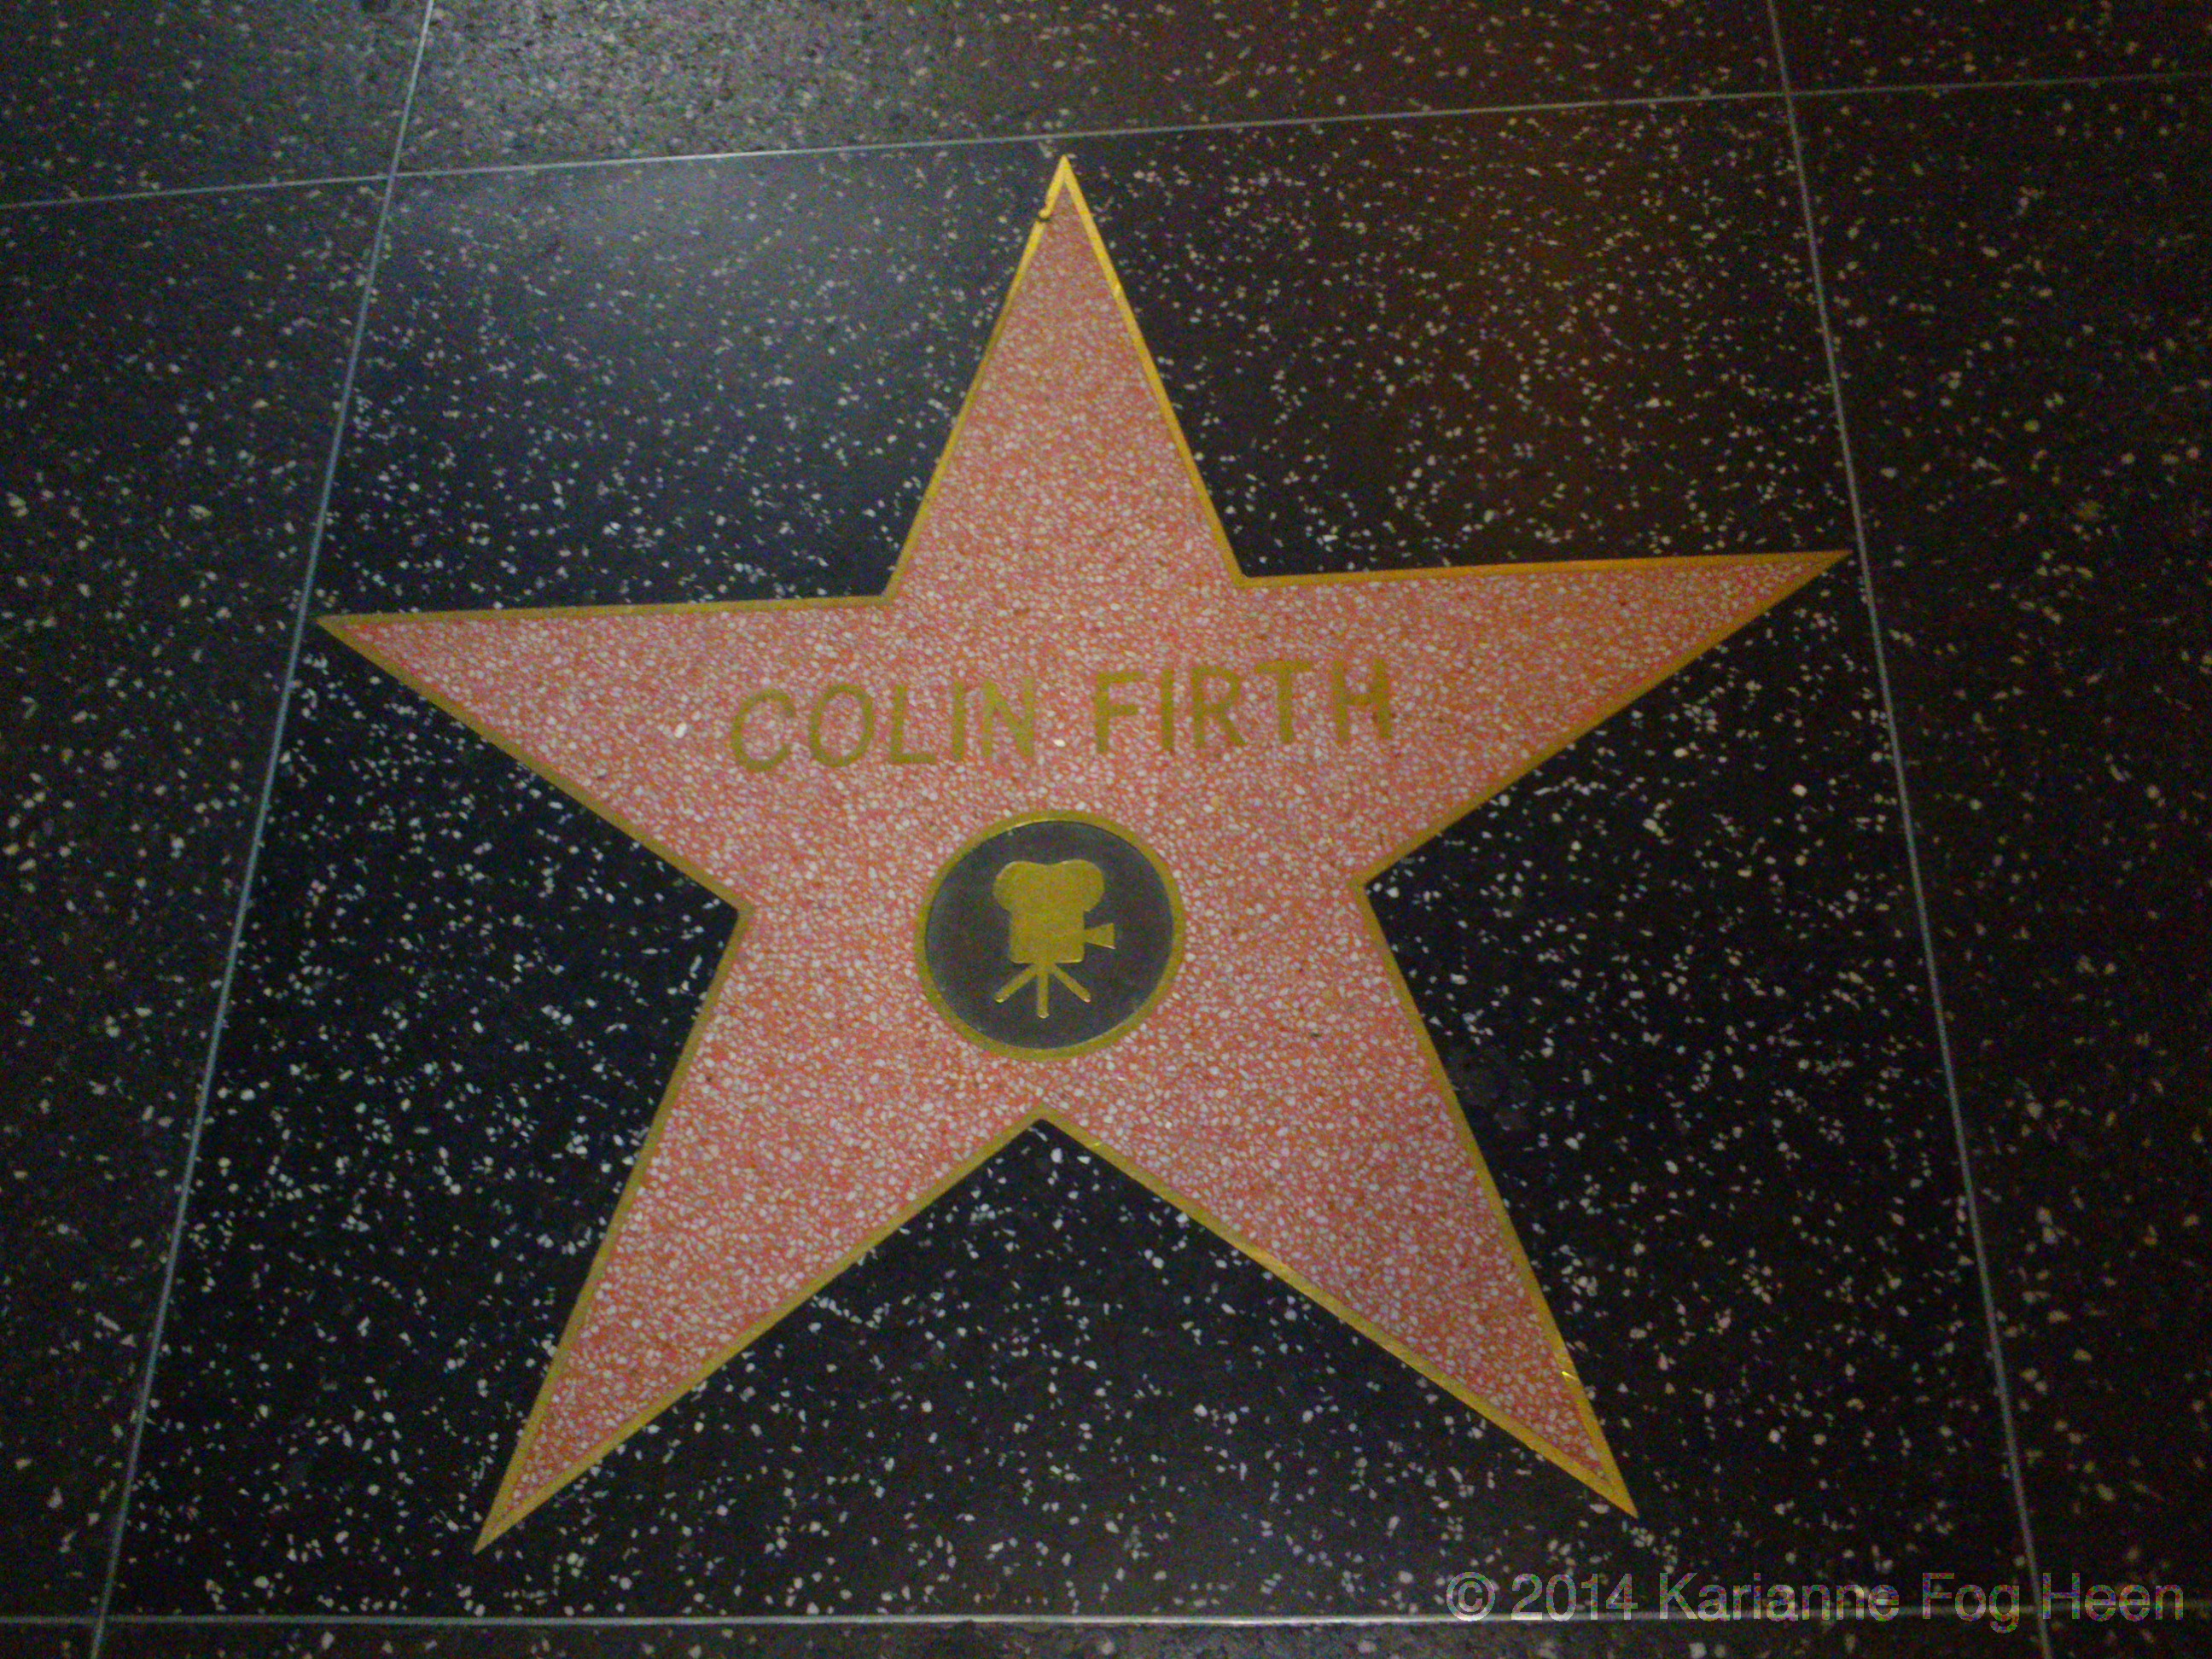 COLIN FIRTH
© 2014 Karianne Fog Heen